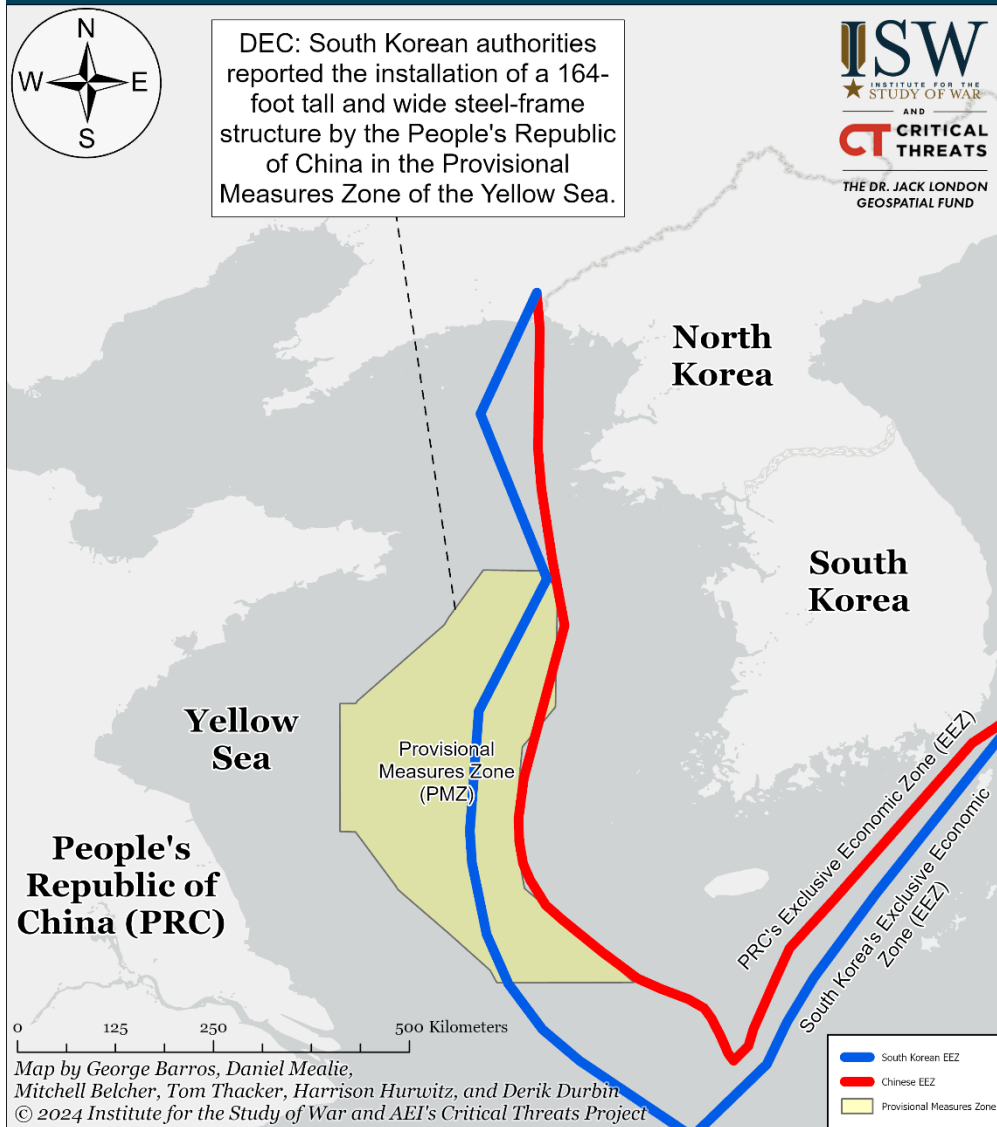 N
W
E
S
DEC: South Korean authorities
reported the installation of a 164-
foot tall and wide steel-frame
structure by the People's Republic
of China in the Provisional
Measures Zone of the Yellow Sea.
ISW
INSTITUTE FOR THE
STUDY OF WAR
AND
CT CRITICAL
THREATS
THE DR. JACK LONDON
GEOSPATIAL FUND
North
Korea
South
Korea
Yellow
Sea
Provisional
Measures Zone
(PMZ)
People's
Republic of
China (PRC)
PRC's Exclusive Economic Zone (EEZ)
South Korea's Exclusive Economic
Zone (EEZ)
0 125 250 500 Kilometers
Map by George Barros, Daniel Mealie,
Mitchell Belcher, Tom Thacker, Harrison Hurwitz, and Derik Durbin
© 2024 Institute for the Study of War and AEI's Critical Threats Project
South Korean EEZ
Chinese EEZ
Provisional Measures Zone